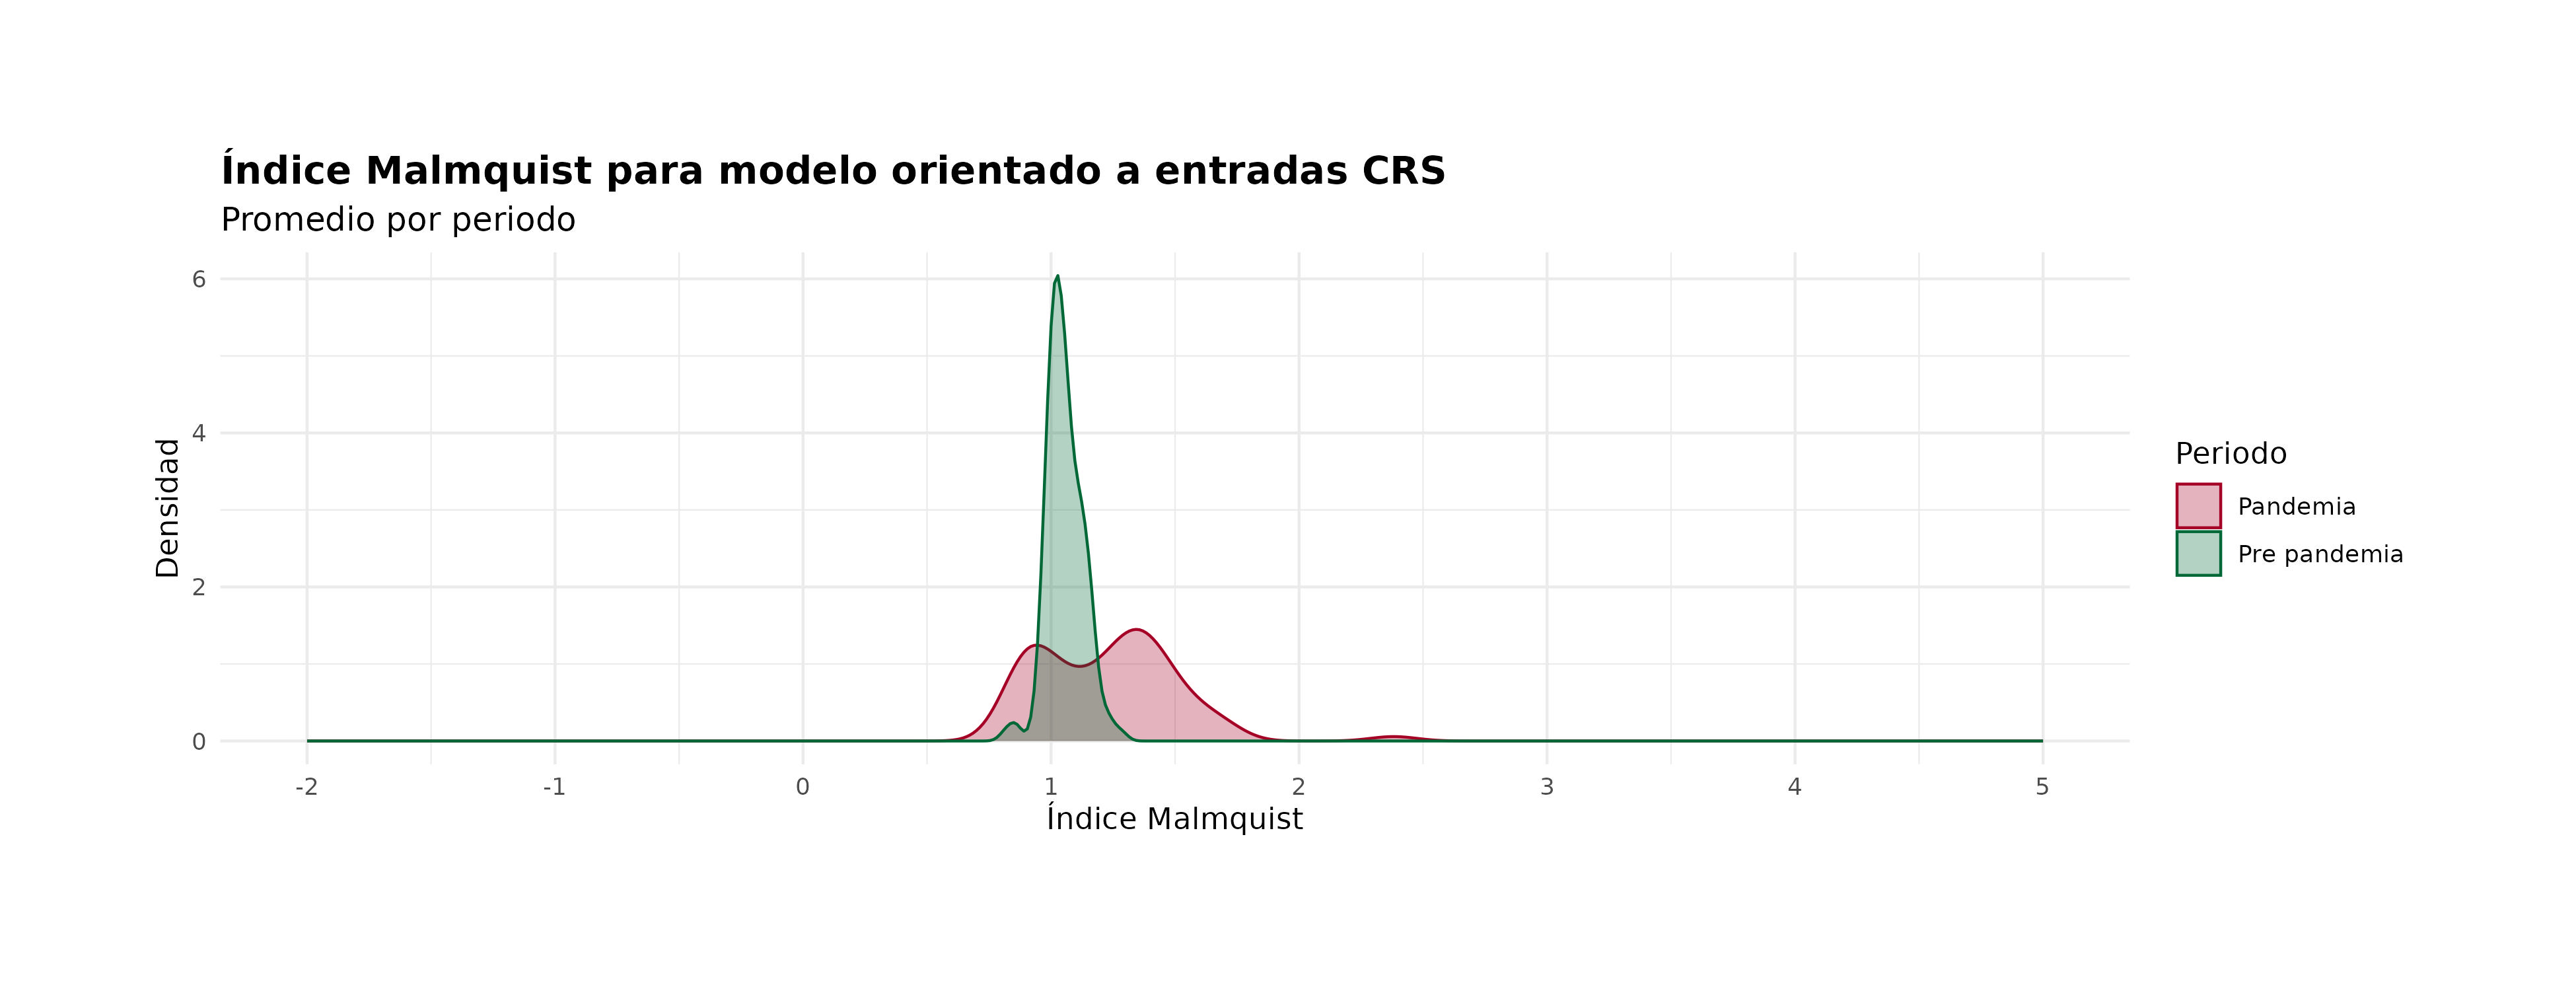 Índice Malmquist para modelo orientado a entradas CRS
Promedio por periodo
6
4
2
0
Densidad
-2 -1 0 1 2 3 4 5
Índice Malmquist
Periodo
Pandemia
Pre pandemia